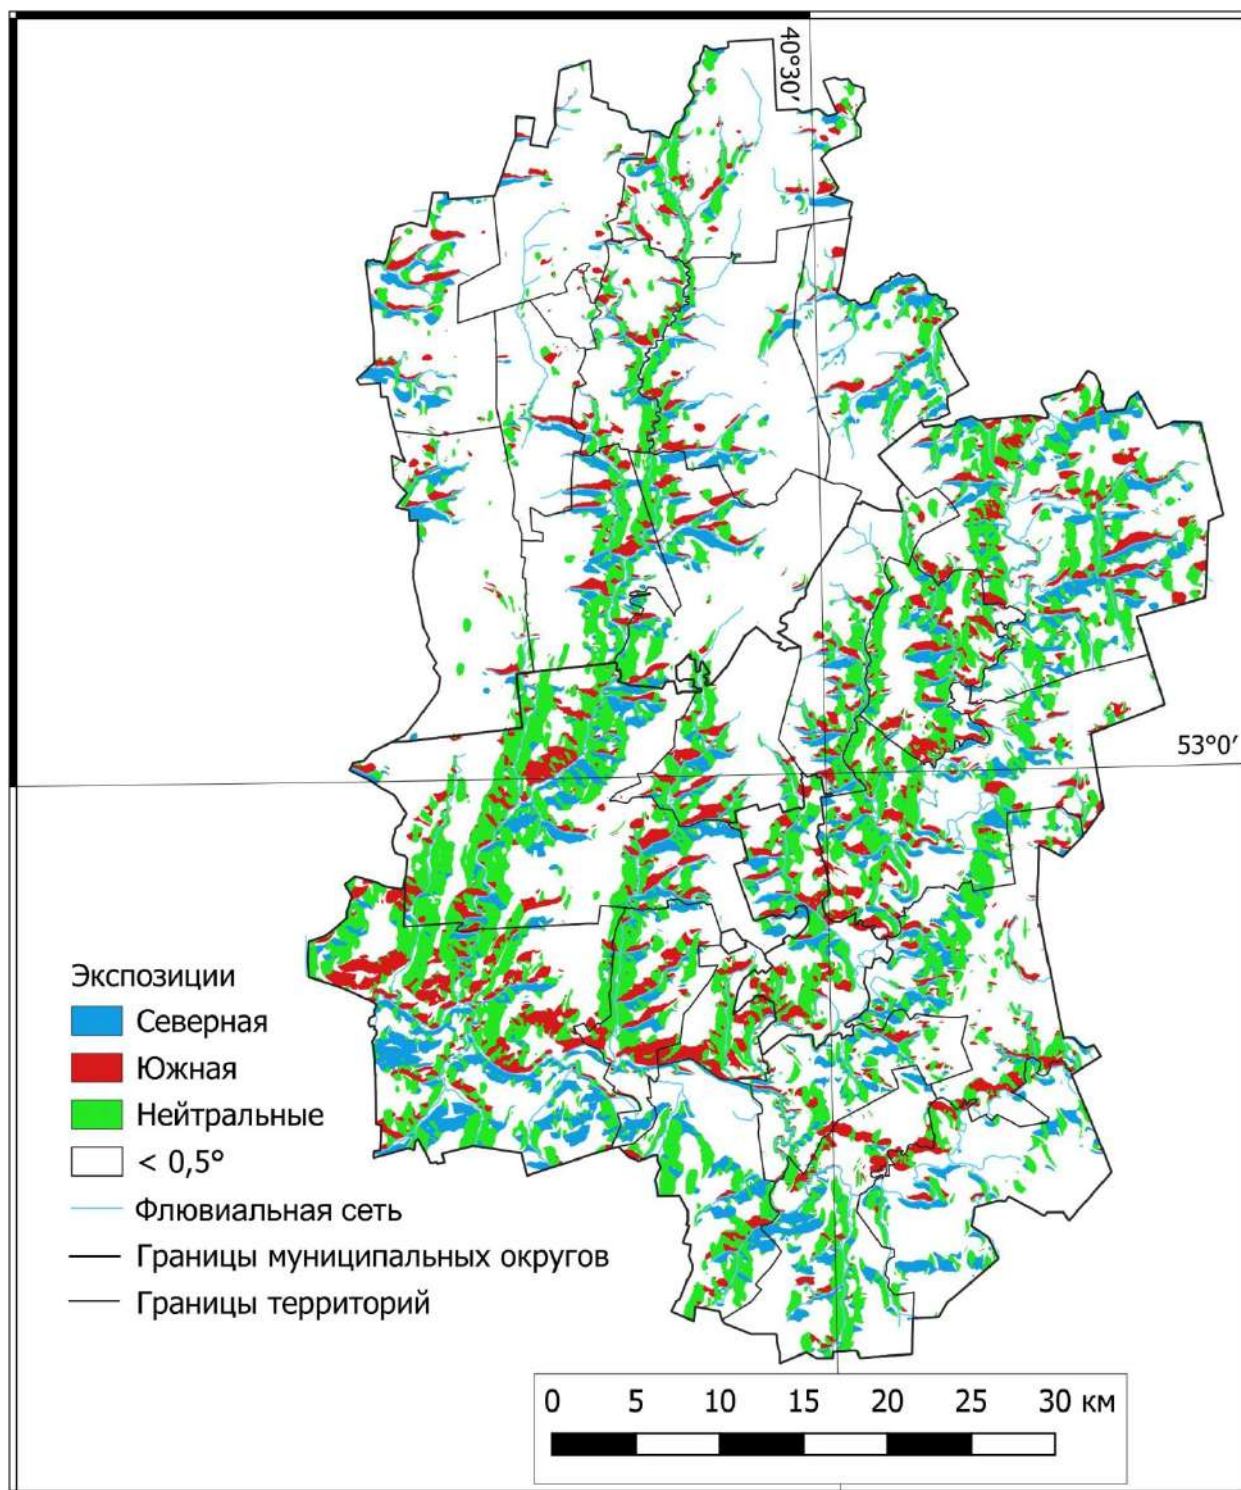 40°30′
53°0′
Экспозиции
Северная
Южная
Нейтральные
< 0,5°
Флювиальная сеть
Границы муниципальных округов
Границы территорий
0 5 10 15 20 25 30 км